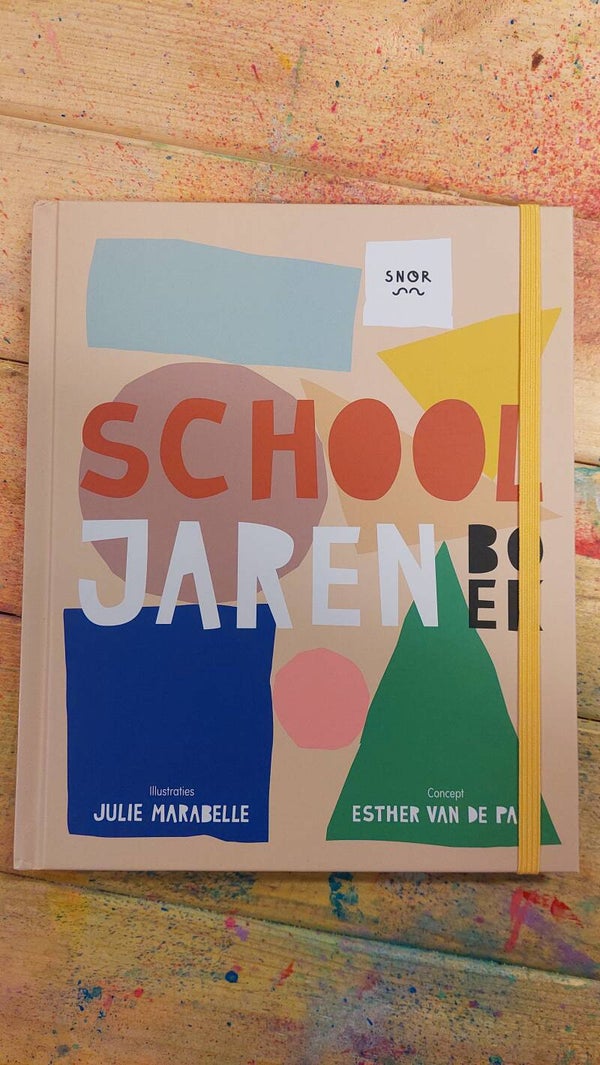 SNOR
SCHOOL
JAREN
BO
EK
Illustraties
JULIE MARABELLE
Concept
ESTHER VAN DE